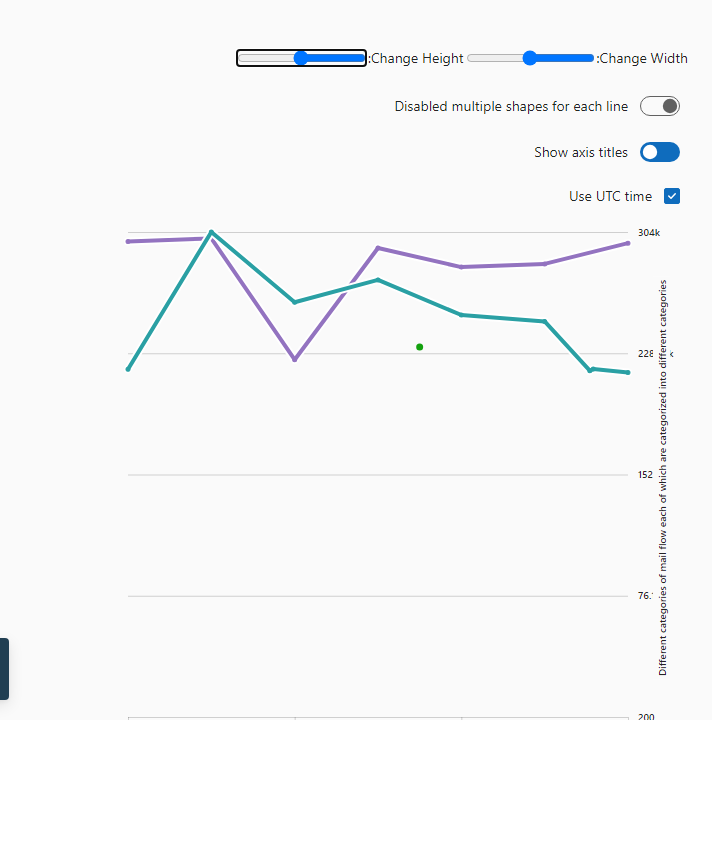 :Change Height :Change Width
Disabled multiple shapes for each line
Show axis titles
Use UTC time
304k
228 k
152
76.
200
Different categories of mail flow each of which are categorized into different categories